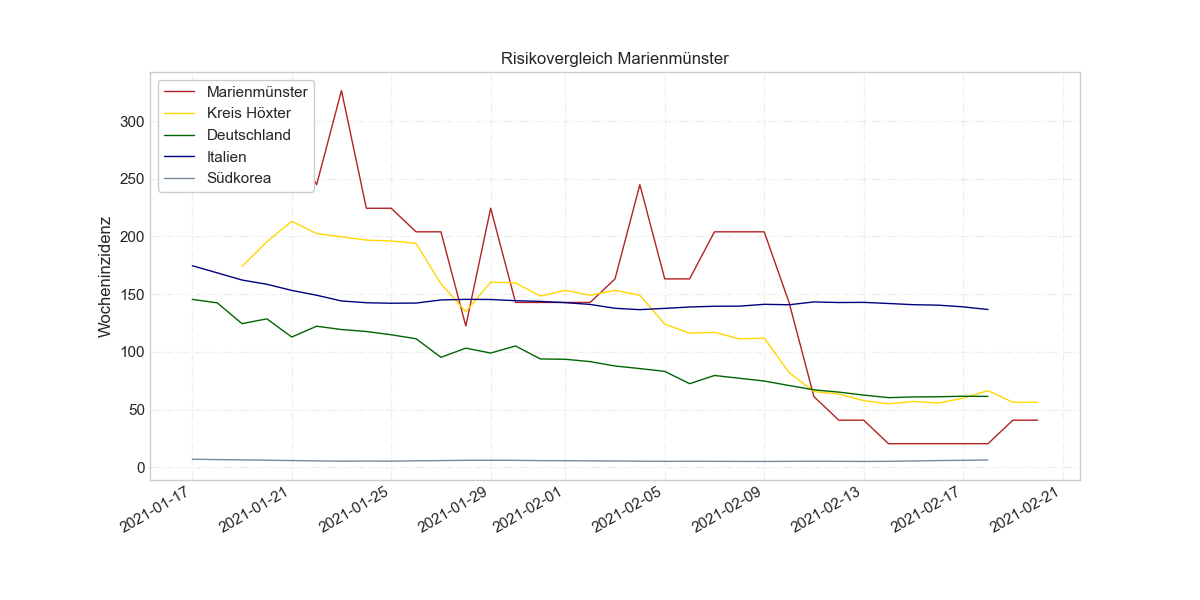 Risikovergleich Marienmünster
Marienmünster
Kreis Höxter
Deutschland
Italien
Südkorea
Wocheninzidenz
300
250
200
150
100
50
0
2021-01-17
2021-01-21
2021-01-25
2021-01-29
2021-02-01
2021-02-05
2021-02-09
2021-02-13
2021-02-17
2021-02-21